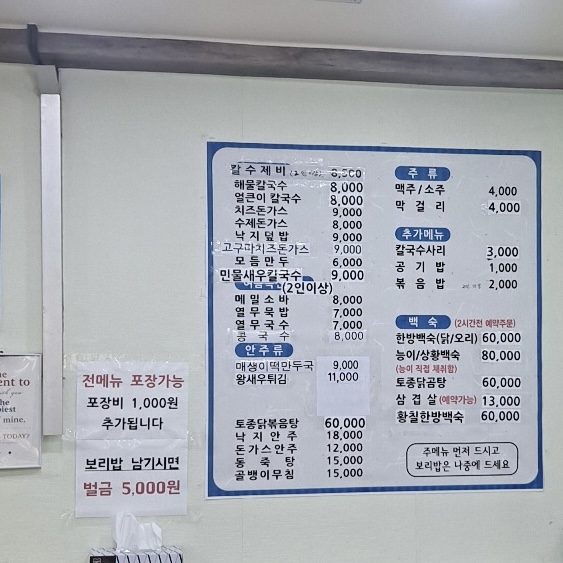 칼수제비 8,500
해물칼국수 8,000
얼큰이 칼국수 8,000
치즈돈가스 9,000
수제돈가스 8,000
낙지덮밥 9,000
고구마치즈돈가스 9,000
모듬만두 6,000
민물새우칼국수 9,000
(2인이상)
메밀소바 8,000
열무묵밥 7,000
열무국수 7,000
콩국수 8,000
안주류
매생이떡만두국 9,000
왕새우튀김 11,000
토종닭볶음탕 60,000
낙지안주 18,000
돈가스안주 12,000
동죽탕 15,000
골뱅이무침 15,000
주류
맥주/소주 4,000
막걸리 4,000
추가메뉴
칼국수사리 3,000
공기밥 1,000
볶음밥 2,000
백숙 (2시간전 예약주문)
한방백숙(닭/오리) 60,000
능이/상황백숙 80,000
(능이 직접 채취함)
토종닭곰탕 60,000
삼겹살 (예약가능) 13,000
황칠한방백숙 60,000
주메뉴 먼저 드시고
보리밥은 나중에 드세요
전메뉴 포장가능
포장비 1,000원
추가됩니다
보리밥 남기시면
벌금 5,000원
ent to
the
piest
mine.
TODAY?